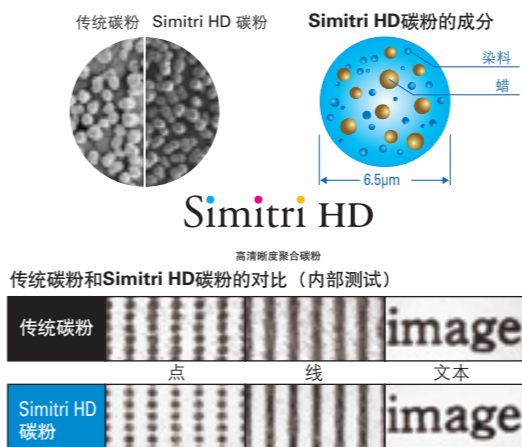 传统碳粉 Simitri HD 碳粉
Simitri HD碳粉的成分
染料
蜡
6.5µm
Simitri HD
高清晰度聚合碳粉
传统碳粉和Simitri HD碳粉的对比（内部测试）
传统碳粉
image
点 线 文本
Simitri HD
碳粉
image